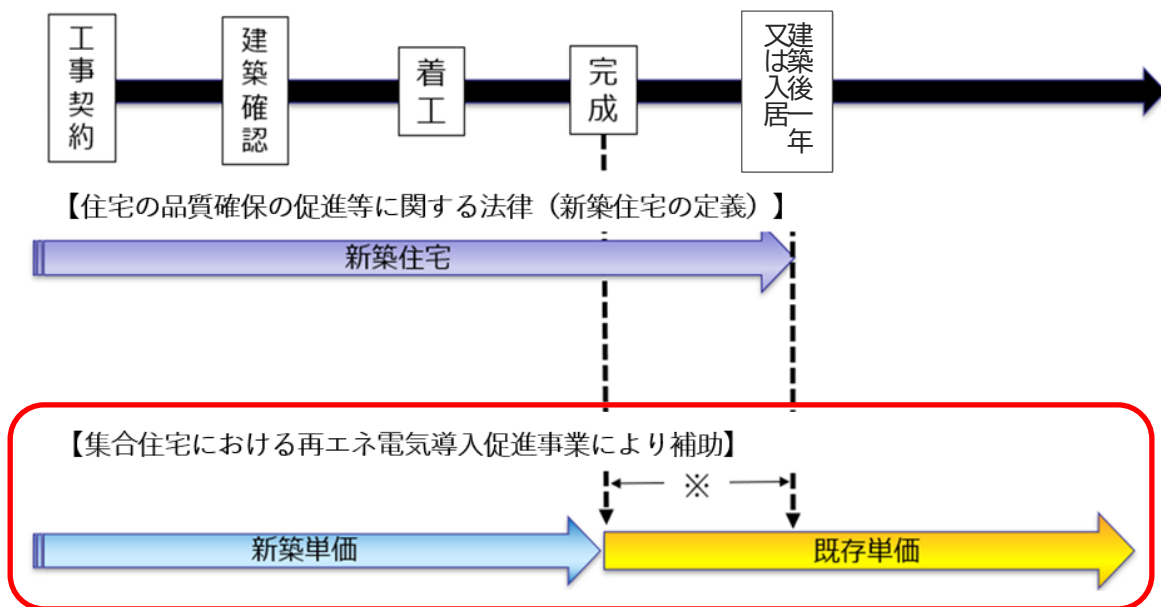 工事契約
建築確認
着工
完成
建築後一年
又は入居
【住宅の品質確保の促進等に関する法律（新築住宅の定義）】
新築住宅
【集合住宅における再エネ電気導入促進事業により補助】
※
新築単価
既存単価